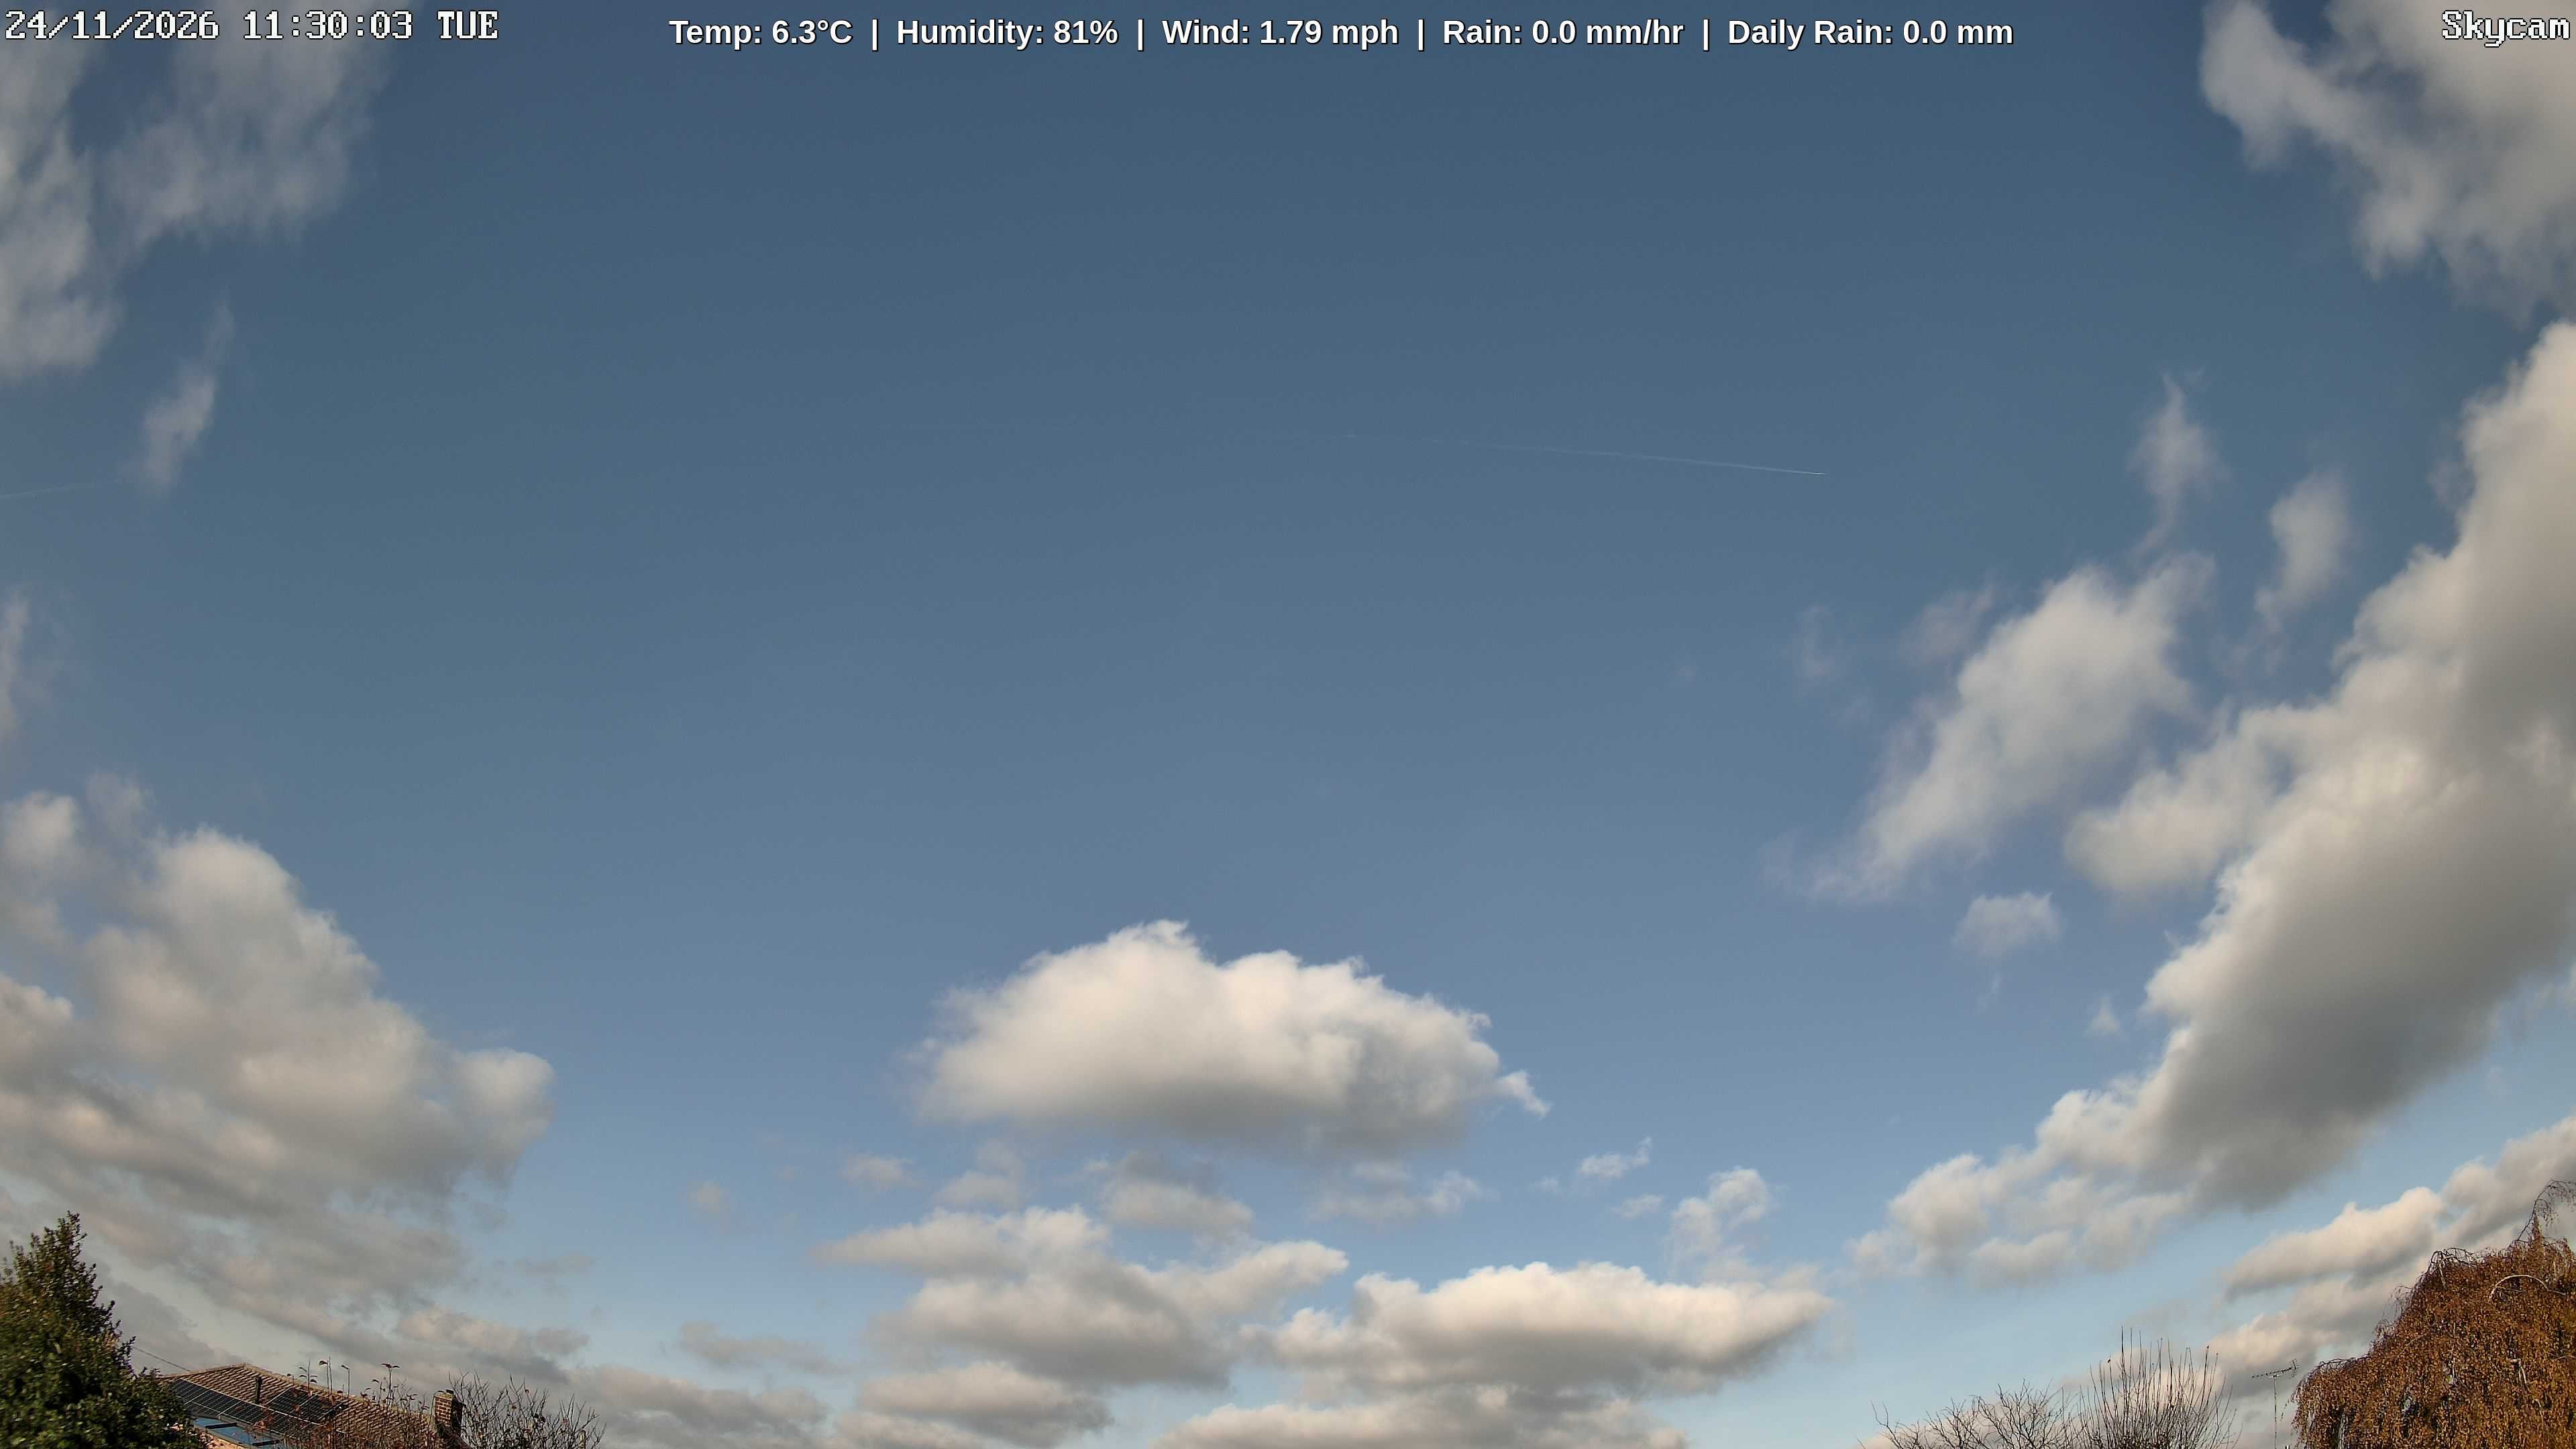 24/11/2026 11:30:03 TUE
Temp: 6.3°C | Humidity: 81% | Wind: 1.79 mph | Rain: 0.0 mm/hr | Daily Rain: 0.0 mm
Skycam